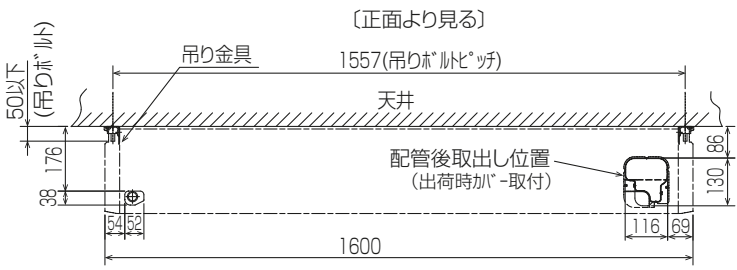 〔正面より見る〕
吊り金具
1557(吊りﾎﾞﾙﾄﾋﾟｯﾁ)
50以下
(吊りﾎﾞﾙﾄ)
天井
176
38
54
52
配管後取出し位置
(出荷時ｶﾊﾞｰ取付)
86
130
116
69
1600